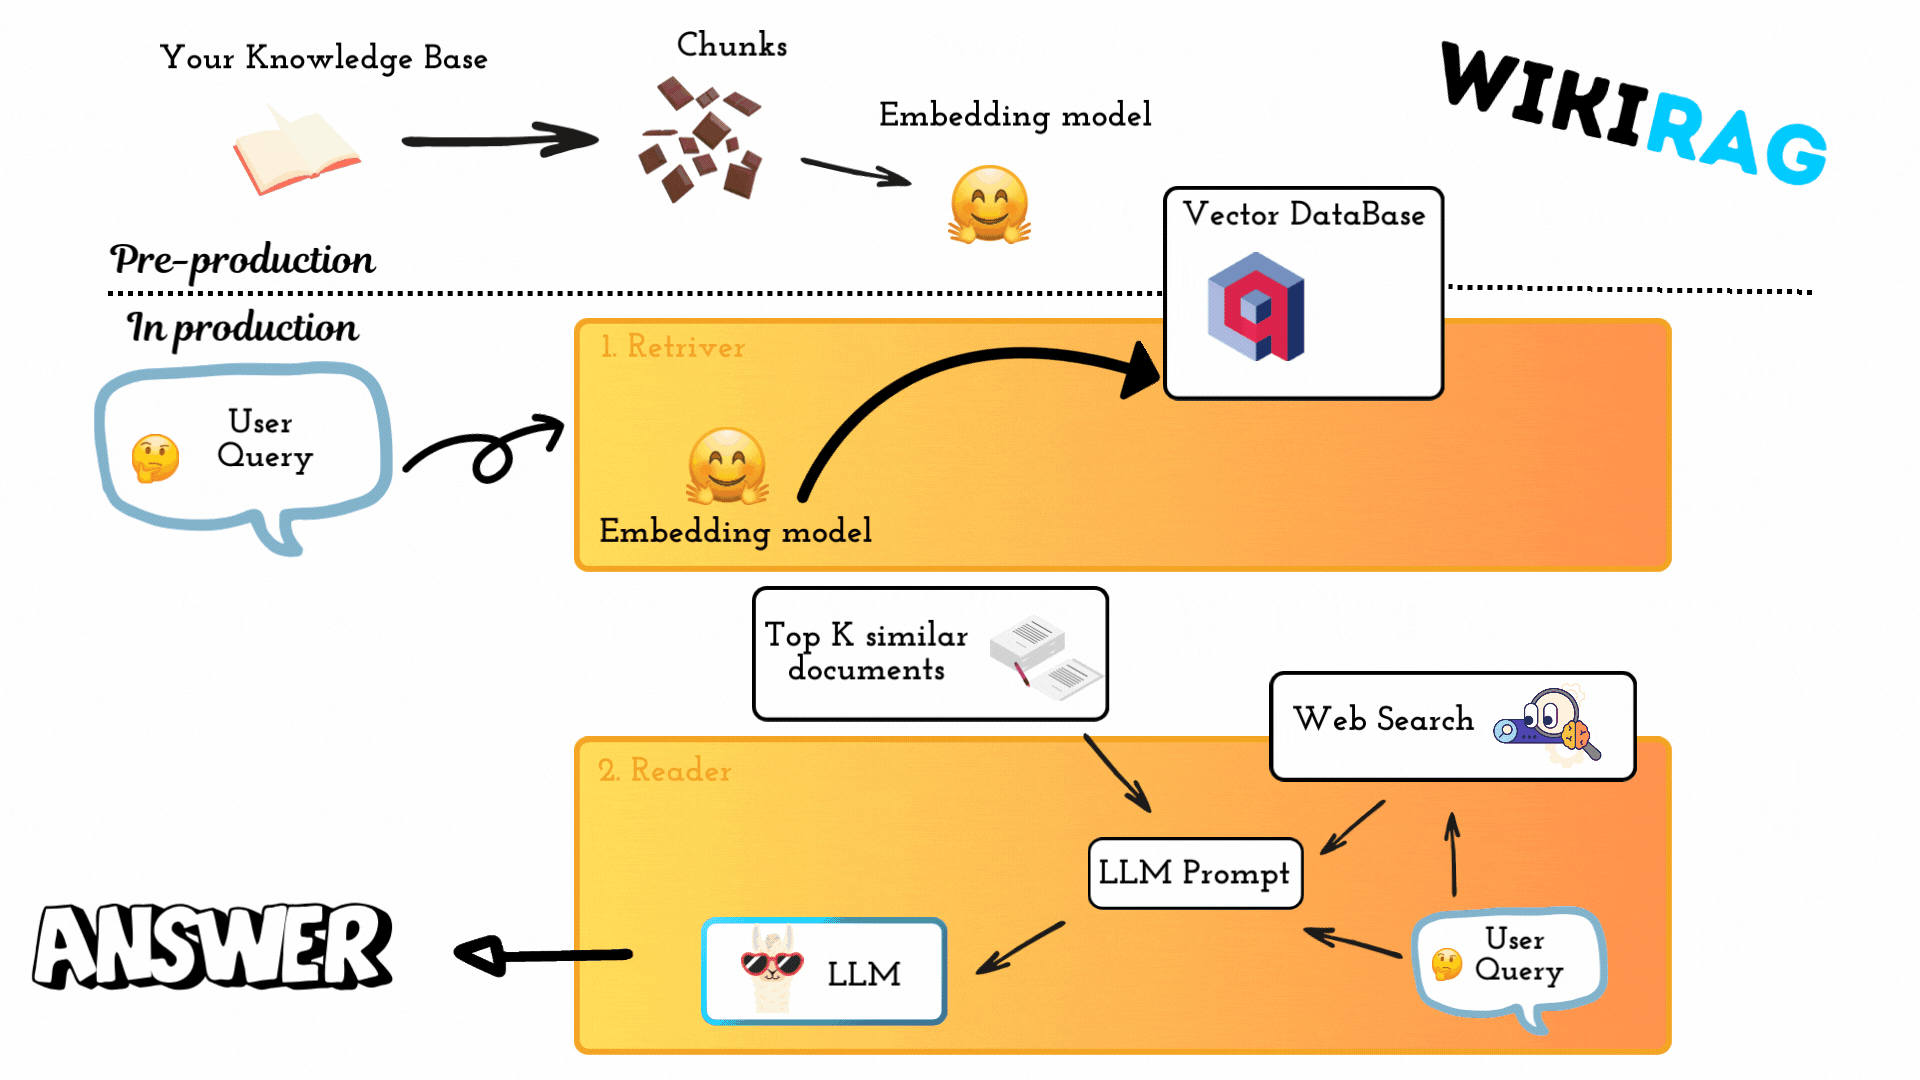 Your Knowledge Base
Chunks
Embedding model
WIKIRAG
Vector DataBase
Pre-production
In production
1. Retriver
User
Query
Embedding model
Top K similar
documents
Web Search
2. Reader
LLM Prompt
User
Query
LLM
ANSWER